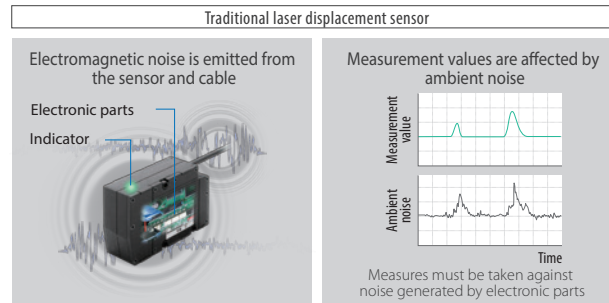 Traditional laser displacement sensor
Electromagnetic noise is emitted from
the sensor and cable
Electronic parts
Indicator
Measurement values are affected by
ambient noise
Measurement
value
Ambient
noise
Time
Measures must be taken against
noise generated by electronic parts